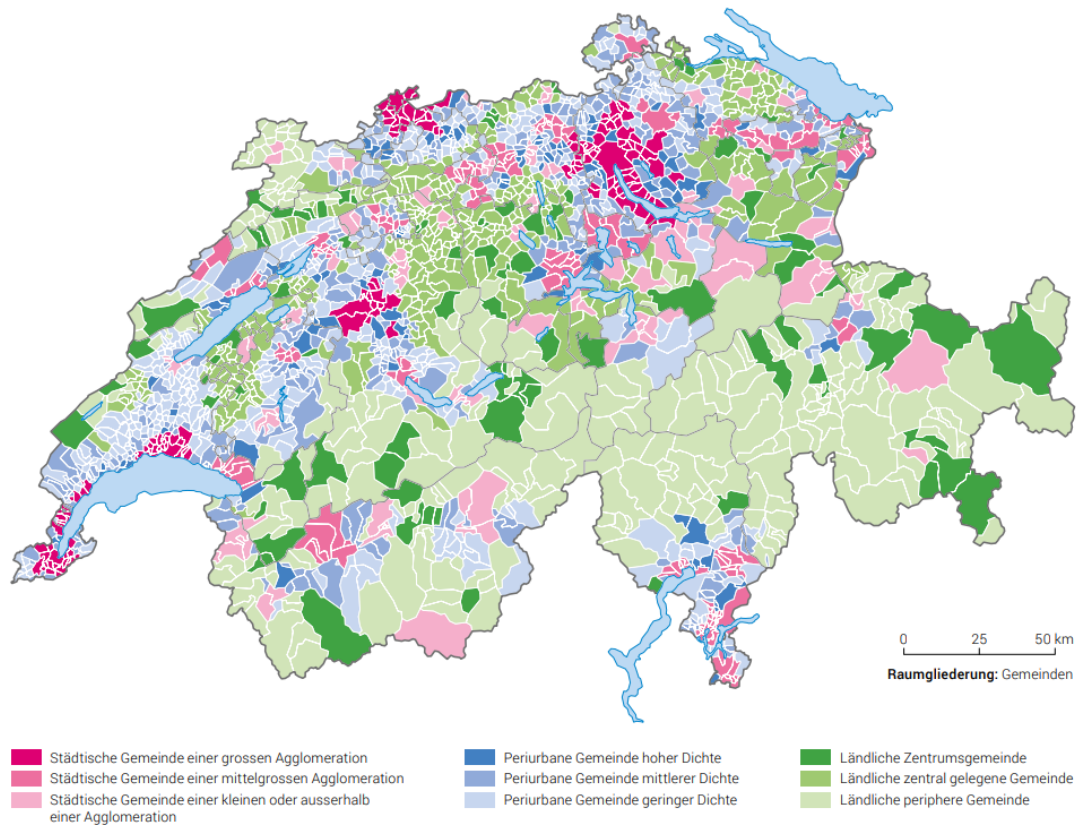 0 25 50 km
Raumgliederung: Gemeinden
Städtische Gemeinde einer grossen Agglomeration
Städtische Gemeinde einer mittelgrossen Agglomeration
Städtische Gemeinde einer kleinen oder ausserhalb
einer Agglomeration
Periurbane Gemeinde hoher Dichte
Periurbane Gemeinde mittlerer Dichte
Periurbane Gemeinde geringer Dichte
Ländliche Zentrumsgemeinde
Ländliche zentral gelegene Gemeinde
Ländliche periphere Gemeinde